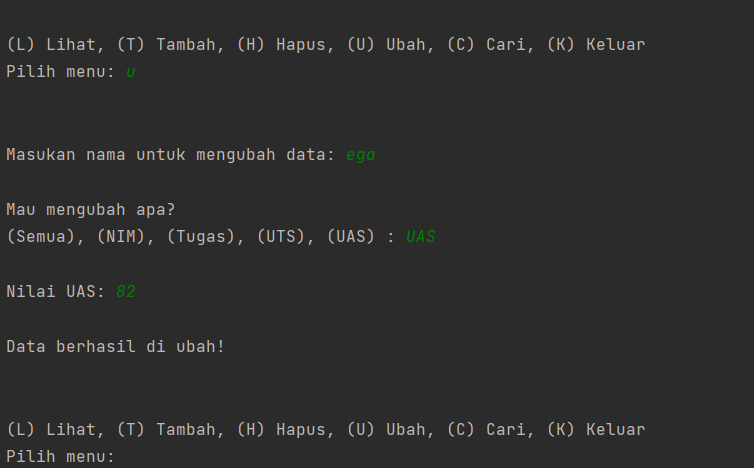 (L) Lihat, (T) Tambah, (H) Hapus, (U) Ubah, (C) Cari, (K) Keluar
Pilih menu: u
Masukan nama untuk mengubah data: ega
Mau mengubah apa?
(Semua), (NIM), (Tugas), (UTS), (UAS) : UAS
Nilai UAS: 82
Data berhasil di ubah!
(L) Lihat, (T) Tambah, (H) Hapus, (U) Ubah, (C) Cari, (K) Keluar
Pilih menu: